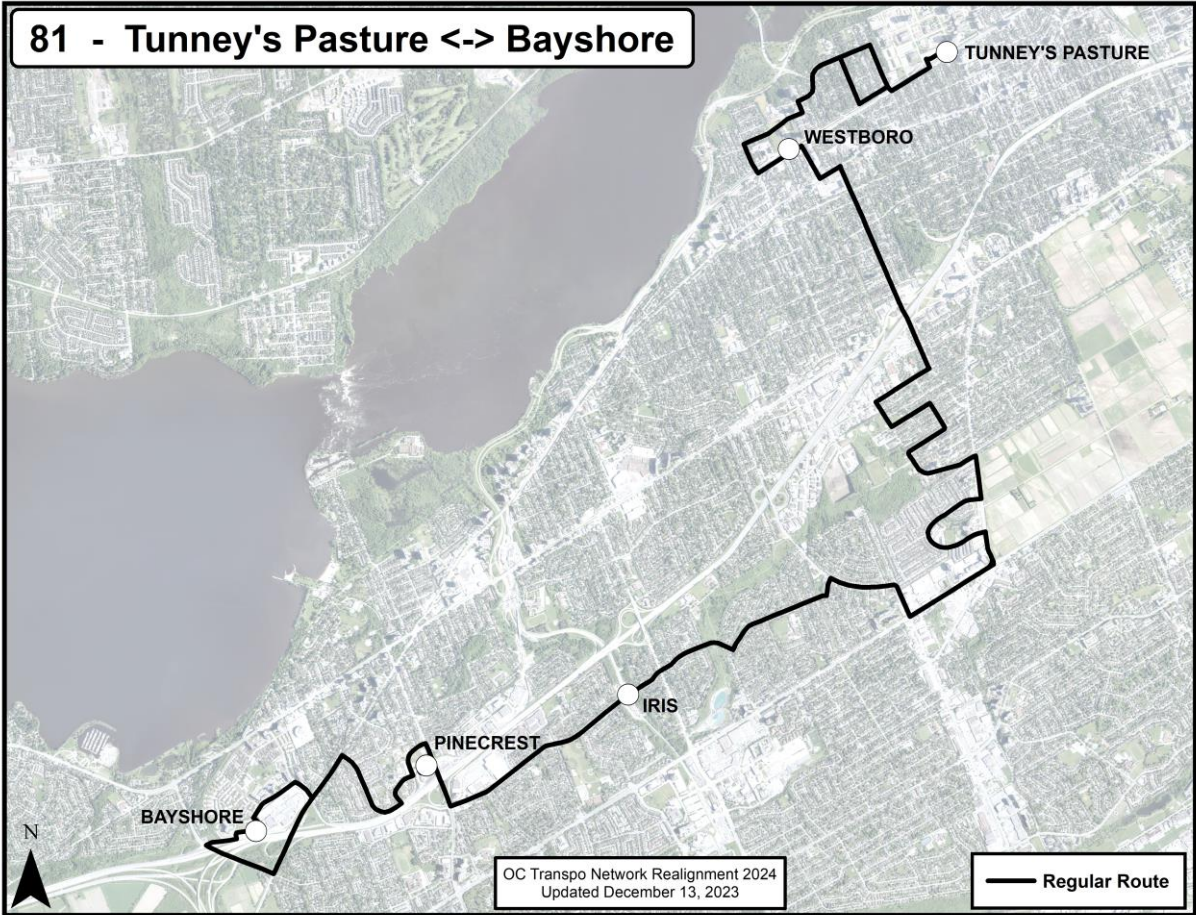 81 - Tunney's Pasture <-> Bayshore
TUNNEY'S PASTURE
WESTBORO
IRIS
PINECREST
BAYSHORE
N
OC Transpo Network Realignment 2024
Updated December 13, 2023
Regular Route